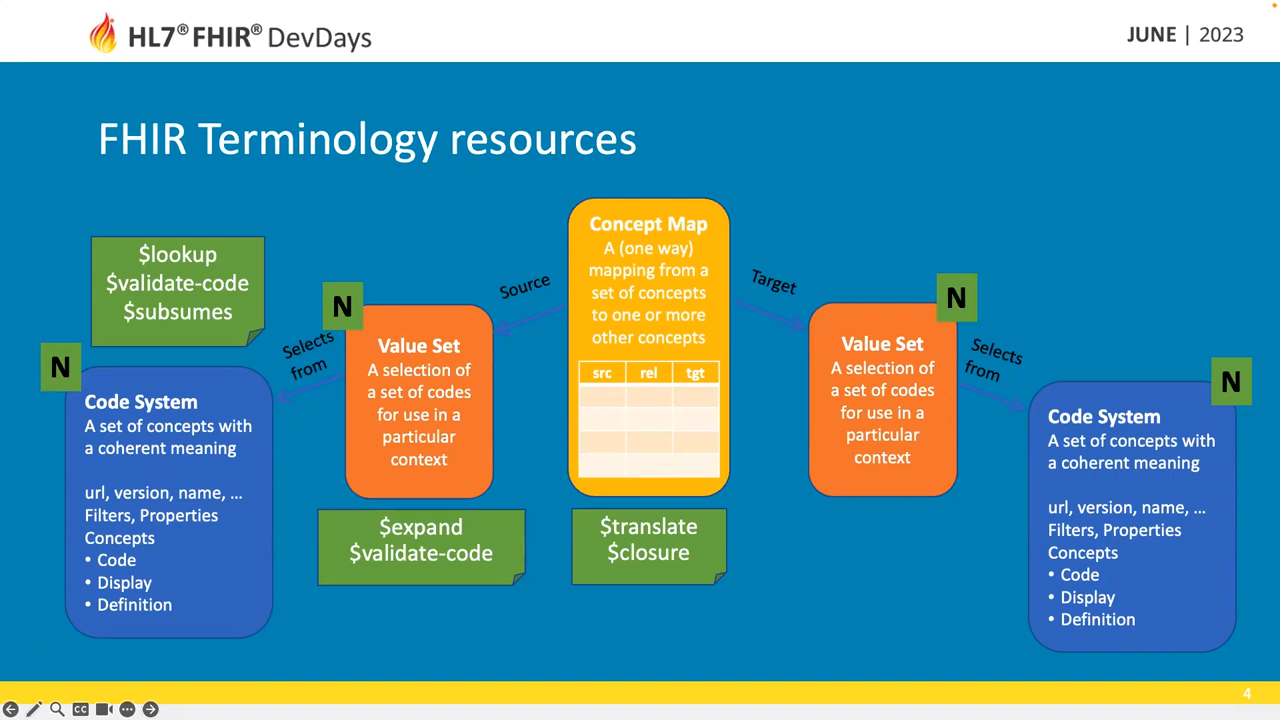 HL7® FHIR® DevDays
JUNE | 2023
FHIR Terminology resources
$lookup
$validate-code
$subsumes
N
Code System
A set of concepts with
a coherent meaning
url, version, name, ...
Filters, Properties
Concepts
• Code
• Display
• Definition
Selects
from
N
Value Set
A selection of
a set of codes
for use in a
particular
context
$expand
$validate-code
Source
Concept Map
A (one way)
mapping from a
set of concepts
to one or more
other concepts
src rel tgt
$translate
$closure
Target
N
Value Set
A selection of
a set of codes
for use in a
particular
context
Selects
from
N
Code System
A set of concepts with
a coherent meaning
url, version, name, ...
Filters, Properties
Concepts
• Code
• Display
• Definition
4
CC